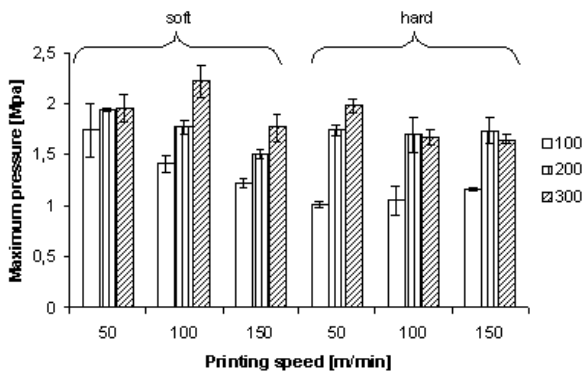 soft hard
2,5
2
1,5
1
0,5
0
Maximum pressure [Mpa]
100
200
300
50 100 150 50 100 150
Printing speed [m/min]